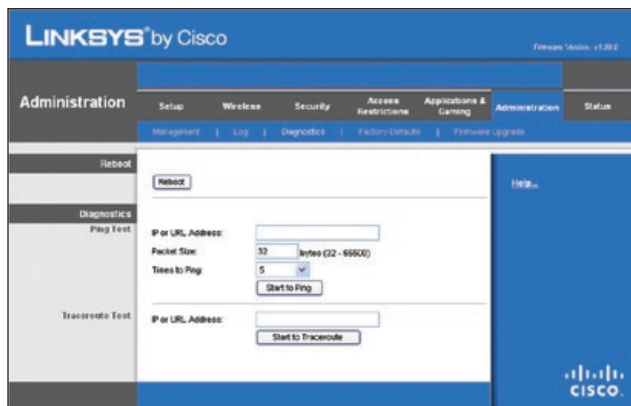 LINKSYS® by Cisco
Firmware Version: v1.00.0
Administration
Setup Wireless Security Access Restrictions Applications & Gaming Administration Status
Management | Log | Diagnostics | Factory Defaults | Firmware Upgrade
Reboot
Reboot
Help...
Diagnostics
Ping Test
IP or URL Address:
Packet Size: 32 bytes (32 - 65500)
Times to Ping: 5
Start to Ping
Traceroute Test
IP or URL Address:
Start to Traceroute
CISCO.